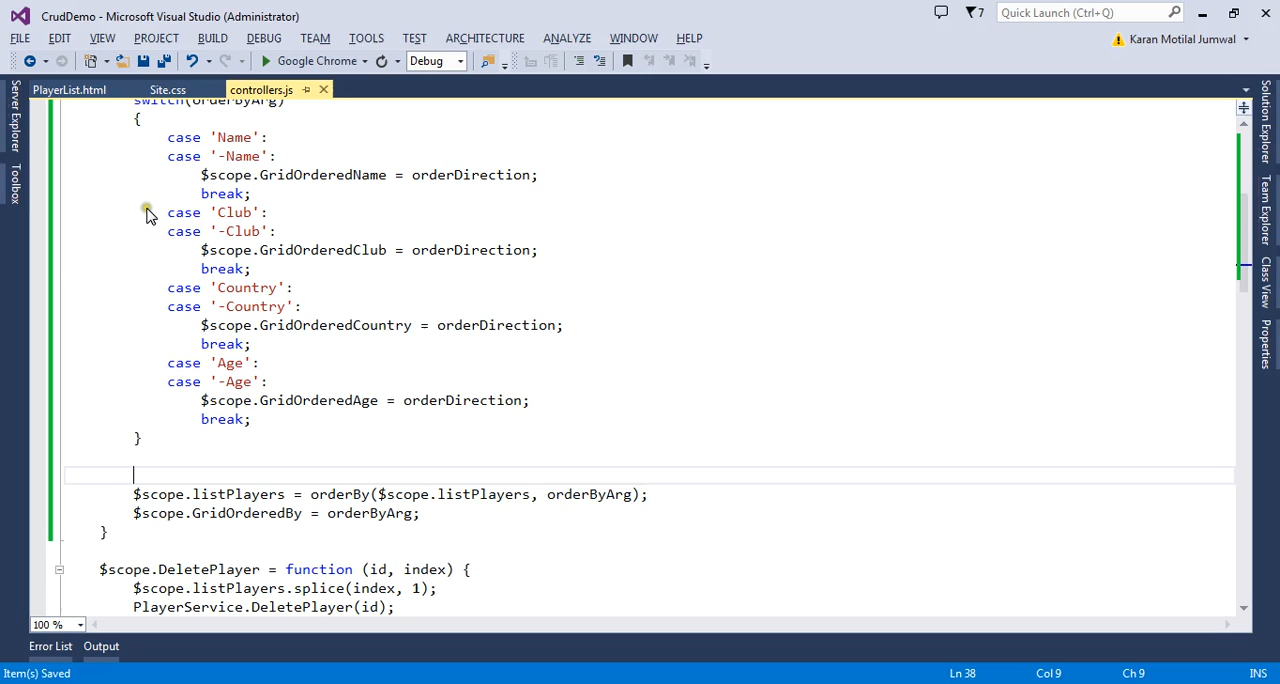 CrudDemo - Microsoft Visual Studio (Administrator)
7
Quick Launch (Ctrl+Q)
FILE EDIT VIEW PROJECT BUILD DEBUG TEAM TOOLS TEST ARCHITECTURE ANALYZE WINDOW HELP
Karan Motilal Jumwal
Google Chrome
Debug
PlayerList.html Site.css controllers.js
Server Explorer
Toolbox
Solution Explorer
Team Explorer
Class View
Properties
switch(orderByArg)
{
case 'Name':
case '-Name':
$scope.GridOrderedName = orderDirection;
break;
case 'Club':
case '-Club':
$scope.GridOrderedClub = orderDirection;
break;
case 'Country':
case '-Country':
$scope.GridOrderedCountry = orderDirection;
break;
case 'Age':
case '-Age':
$scope.GridOrderedAge = orderDirection;
break;
}
$scope.listPlayers = orderBy($scope.listPlayers, orderByArg);
$scope.GridOrderedBy = orderByArg;
}
$scope.DeletePlayer = function (id, index) {
$scope.listPlayers.splice(index, 1);
PlayerService.DeletePlayer(id);
100 %
Error List Output
Item(s) Saved Ln 38 Col 9 Ch 9 INS